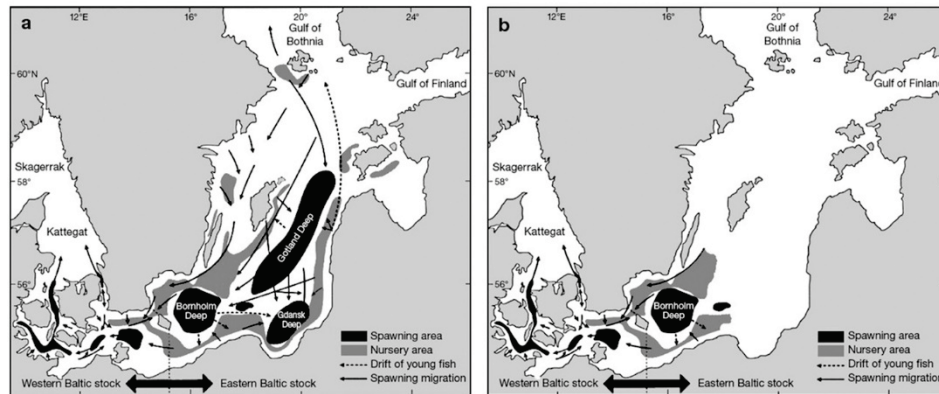 a
12°
16°
20°
24°
Gulf of
Bothnia
60°N
Gulf of Finland
Skagerrak
58°
Kattegat
Gotland Deep
56°
Bornholm
Deep
Gdansk
Deep
Spawning area
Nursery area
Drift of young fish
Spawning migration
Western Baltic stock
Eastern Baltic stock
b
12°
16°
20°
24°
Gulf of
Bothnia
60°
Gulf of Finland
Skagerrak
58°
Kattegat
56°
Bornholm
Deep
Spawning area
Nursery area
Drift of young fish
Spawning migration
Western Baltic stock
Eastern Baltic stock